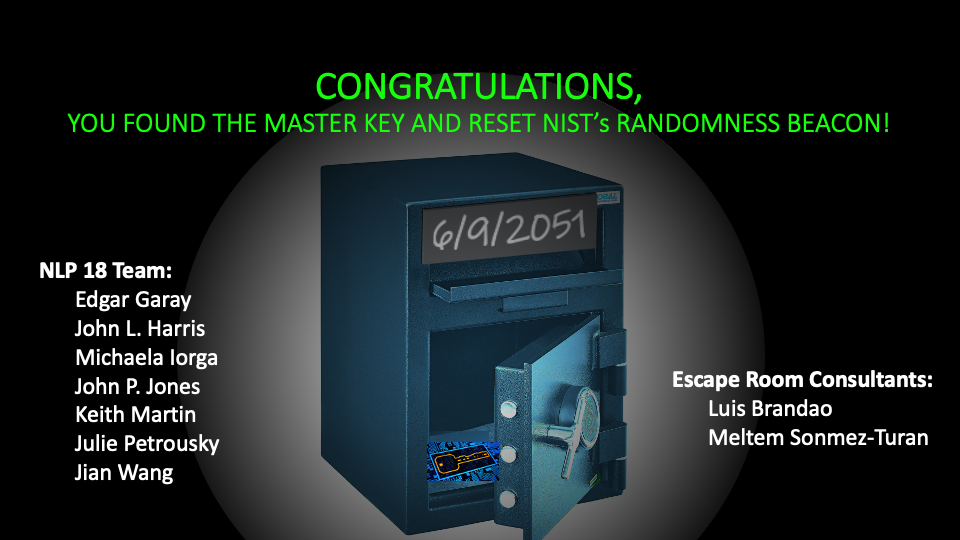 CONGRATULATIONS,
YOU FOUND THE MASTER KEY AND RESET NIST’s RANDOMNESS BEACON!
6/9/2051
NLP 18 Team:
Edgar Garay
John L. Harris
Michaela Iorga
John P. Jones
Keith Martin
Julie Petrousky
Jian Wang
Escape Room Consultants:
Luis Brandao
Meltem Sonmez-Turan